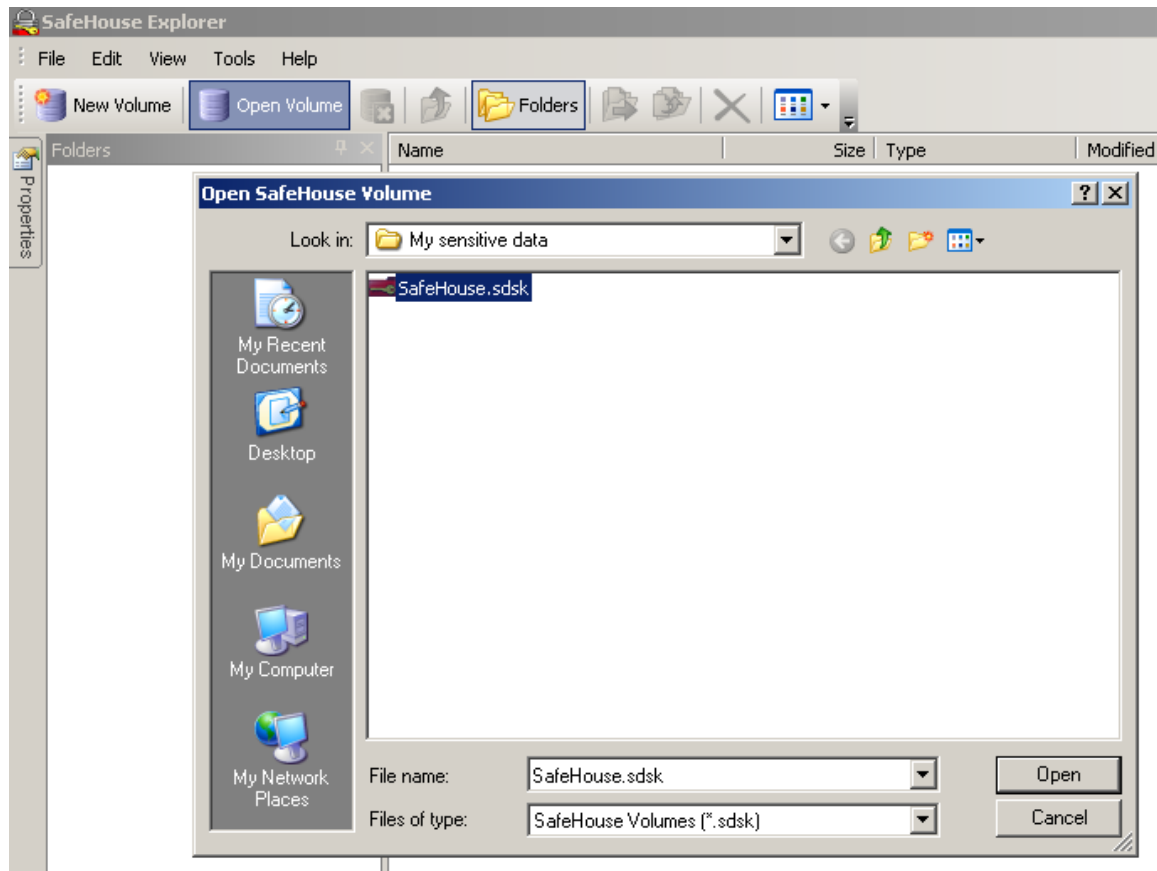 SafeHouse Explorer
File Edit View Tools Help
New Volume Open Volume Folders
Folders Name Size Type Modified
Properties
Open SafeHouse Volume
Look in: My sensitive data
SafeHouse.sdsk
My Recent
Documents
Desktop
My Documents
My Computer
My Network
Places
File name: SafeHouse.sdsk Open
Files of type: SafeHouse Volumes (*.sdsk) Cancel